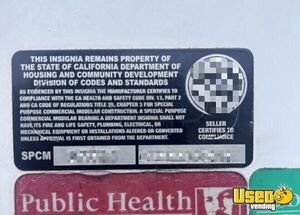 THIS INSIGNIA REMAINS PROPERTY OF
THE STATE OF CALIFORNIA DEPARTMENT OF
HOUSING AND COMMUNITY DEVELOPMENT
DIVISION OF CODES AND STANDARDS
AS EVIDENCED BY THIS INSIGNIA THE MANUFACTURER CERTIFIES TO
COMPLIANCE WITH THE CA HEALTH AND SAFETY CODE DIV. 13, PART 2
AND CA CODE OF REGULATIONS TITLE 25, CHAPTER 3 FOR SPECIAL
PURPOSE COMMERCIAL MODULAR CONSTRUCTION. A SPECIAL PURPOSE
COMMERCIAL MODULAR BEARING A DEPARTMENT INSIGNIA SHALL NOT
HAVE ITS FIRE AND LIFE SAFETY, PLUMBING, ELECTRICAL, OR
MECHANICAL EQUIPMENT OR INSTALLATIONS ALTERED OR CONVERTED
UNLESS APPROVAL IS FIRST OBTAINED FROM THE DEPARTMENT.
SELLER
CERTIFIES TO
COMPLIANCE
SPCM
Public Health
Used
vending
.com